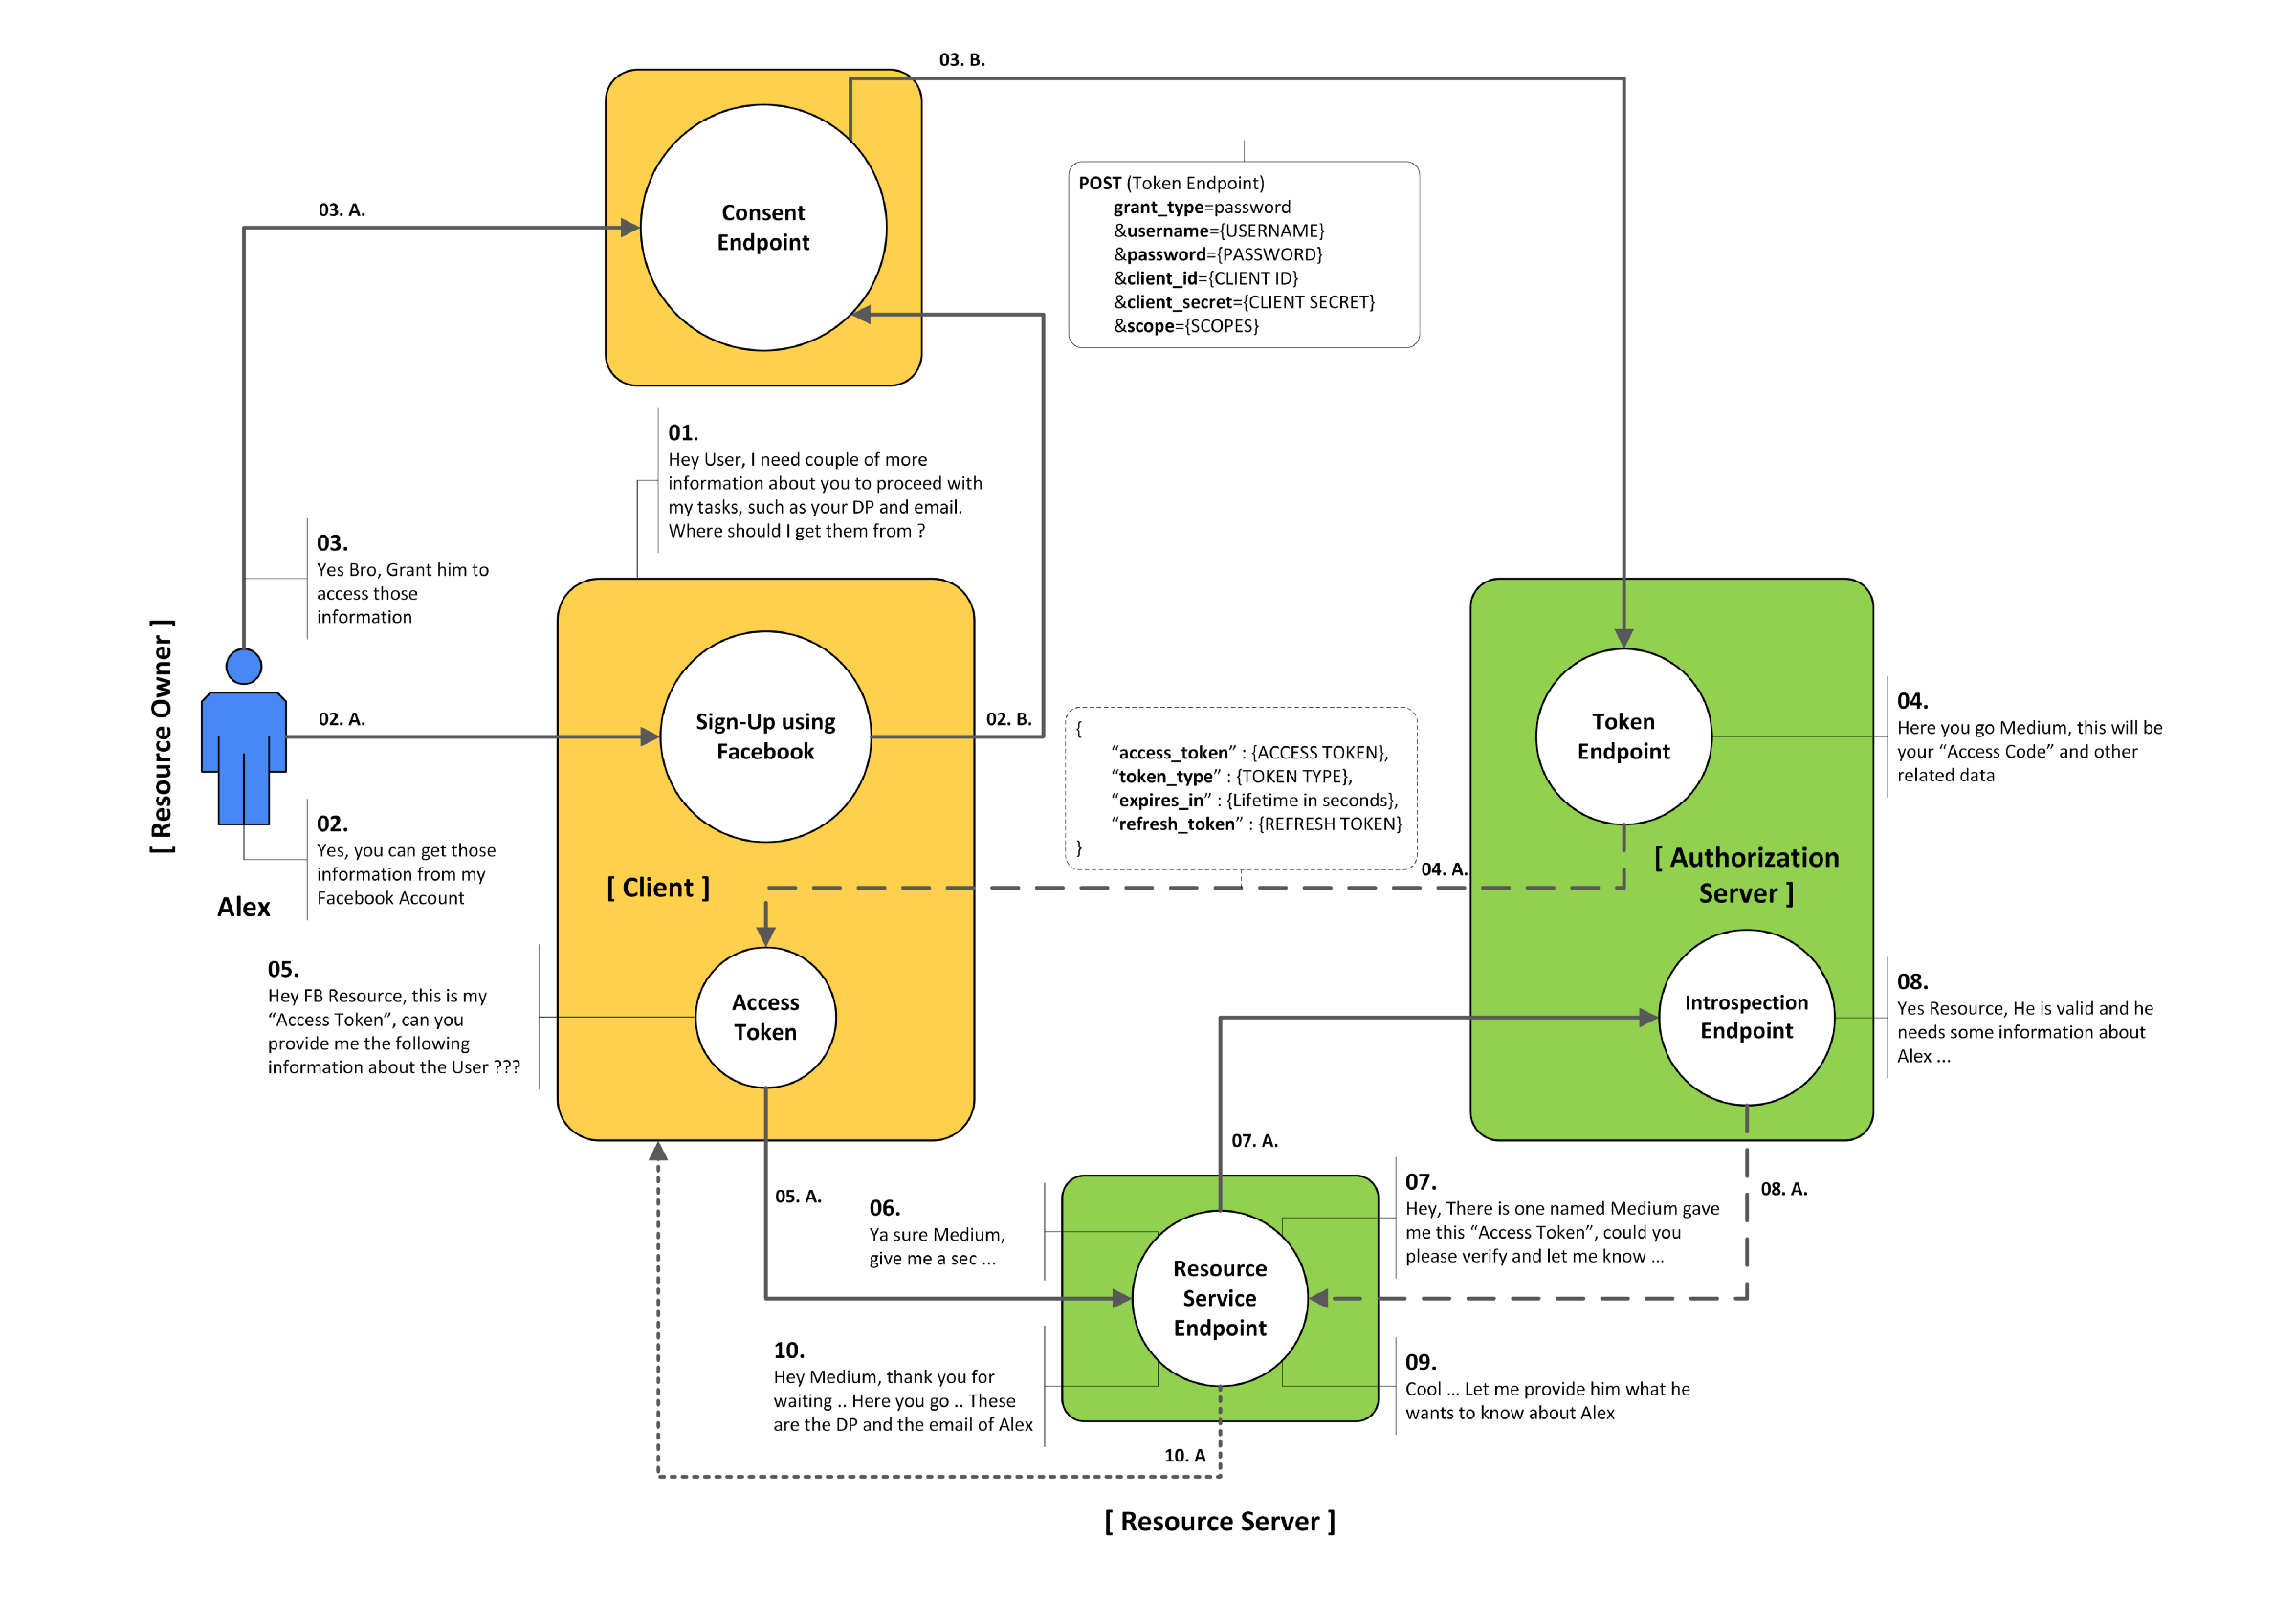 03. B.
POST (Token Endpoint)
grant_type=password
&username={USERNAME}
&password={PASSWORD}
&client_id={CLIENT ID}
&client_secret={CLIENT SECRET}
&scope={SCOPES}
03. A.
Consent
Endpoint
01.
Hey User, I need couple of more
information about you to proceed with
my tasks, such as your DP and email.
Where should I get them from ?
03.
Yes Bro, Grant him to
access those
information
[ Resource Owner ]
02. A.
Sign-Up using
Facebook
02. B.
Token
Endpoint
04.
Here you go Medium, this will be
your “Access Code” and other
related data
{
“access_token” : {ACCESS TOKEN},
“token_type” : {TOKEN TYPE},
“expires_in” : {Lifetime in seconds},
“refresh_token” : {REFRESH TOKEN}
}
02.
Yes, you can get those
information from my
Facebook Account
Alex
[ Client ]
04. A.
[ Authorization
Server ]
05.
Hey FB Resource, this is my
“Access Token”, can you
provide me the following
information about the User ???
Access
Token
Introspection
Endpoint
08.
Yes Resource, He is valid and he
needs some information about
Alex ...
07. A.
05. A.
06.
Ya sure Medium,
give me a sec ...
07.
Hey, There is one named Medium gave
me this “Access Token”, could you
please verify and let me know ...
08. A.
Resource
Service
Endpoint
10.
Hey Medium, thank you for
waiting .. Here you go .. These
are the DP and the email of Alex
09.
Cool ... Let me provide him what he
wants to know about Alex
10. A
[ Resource Server ]